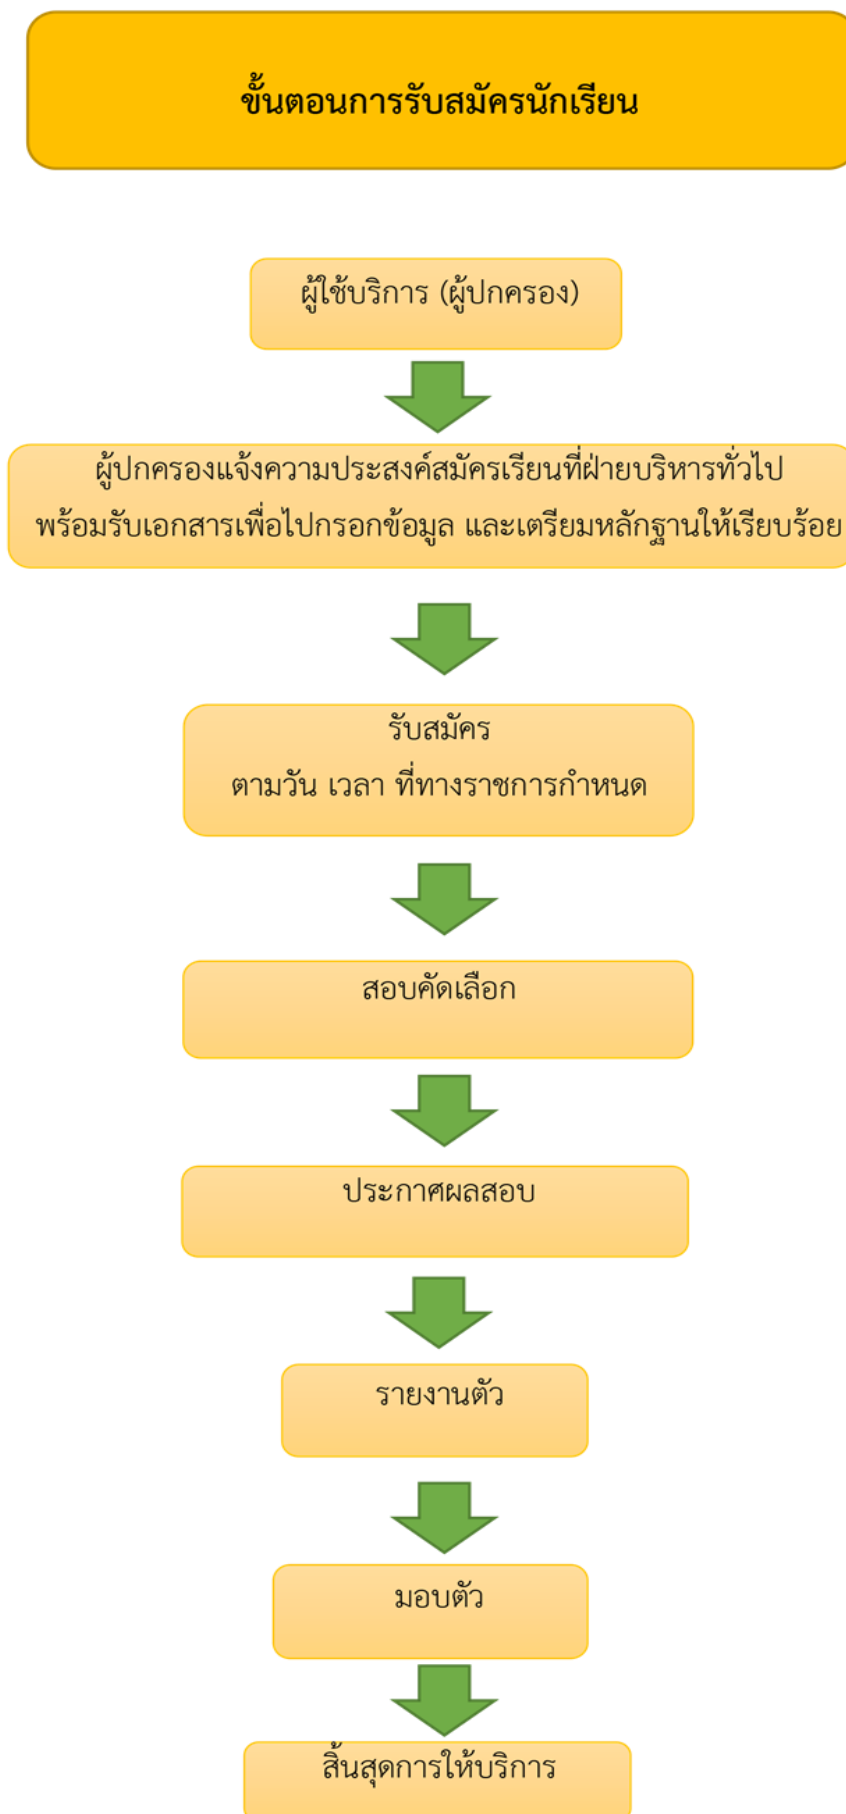 ขั้นตอนการรับสมัครนักเรียน
ผู้ใช้บริการ (ผู้ปกครอง)
ผู้ปกครองแจ้งความประสงค์สมัครเรียนที่ฝ่ายบริหารทั่วไป
พร้อมรับเอกสารเพื่อไปกรอกข้อมูล และเตรียมหลักฐานให้เรียบร้อย
รับสมัคร
ตามวัน เวลา ที่ทางราชการกำหนด
สอบคัดเลือก
ประกาศผลสอบ
รายงานตัว
มอบตัว
สิ้นสุดการให้บริการ